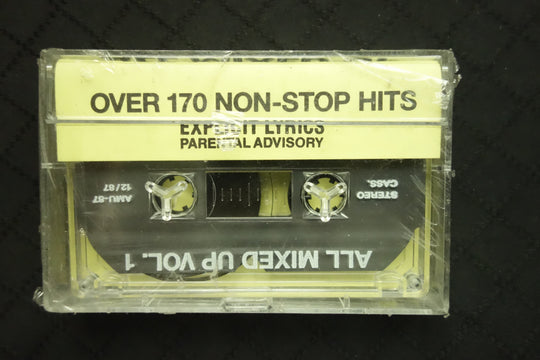 OVER 170 NON-STOP HITS
EXPLICIT LYRICS
PARENTAL ADVISORY
AMU-87
12/87
STEREO
CASS.
ALL MIXED UP VOL. 1